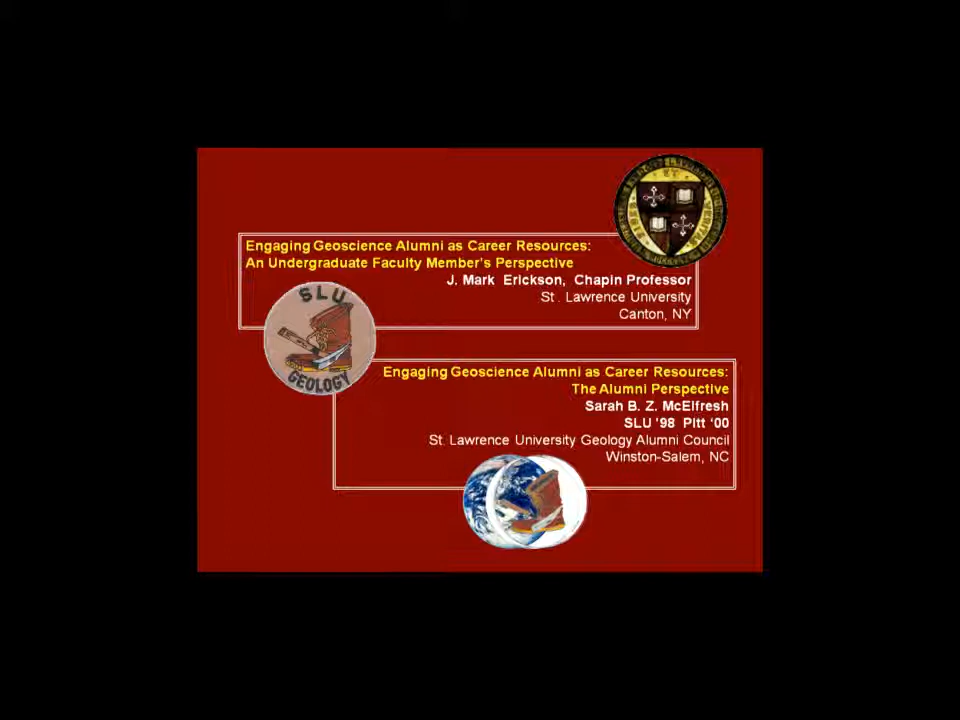 Engaging Geoscience Alumni as Career Resources:
An Undergraduate Faculty Member's Perspective
J. Mark Erickson, Chapin Professor
St . Lawrence University
Canton, NY
SLU
GEOLOGY
Engaging Geoscience Alumni as Career Resources:
The Alumni Perspective
Sarah B. Z. McElfresh
SLU '98 Pitt '00
St. Lawrence University Geology Alumni Council
Winston-Salem, NC